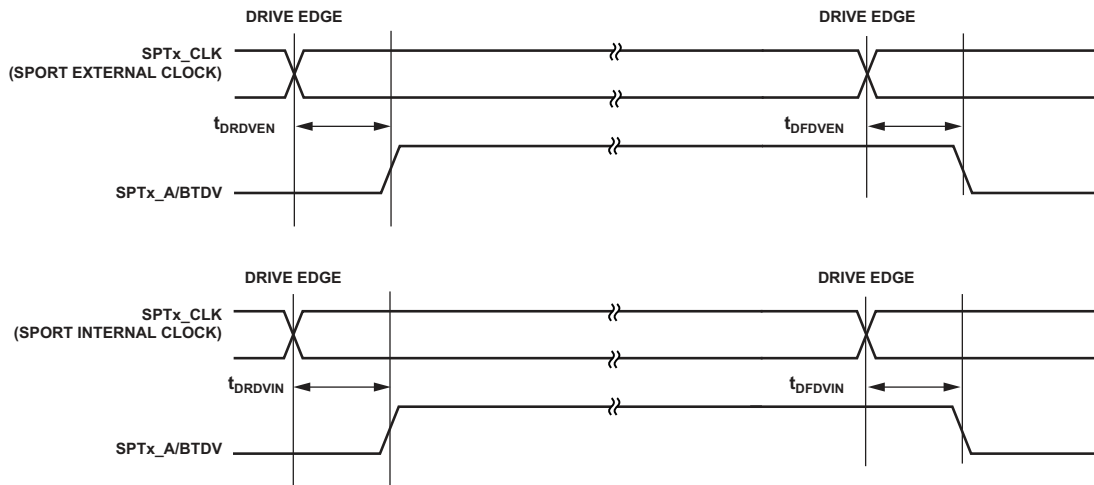 DRIVE EDGE DRIVE EDGE
SPTx_CLK
(SPORT EXTERNAL CLOCK)
tDRDVEN tDFDVEN
SPTx_A/BTDV
DRIVE EDGE DRIVE EDGE
SPTx_CLK
(SPORT INTERNAL CLOCK)
tDRDVIN tDFDVIN
SPTx_A/BTDV